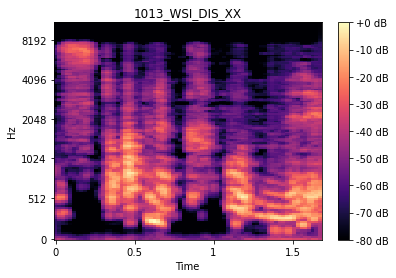 1013_WSI_DIS_XX
Hz
8192
4096
2048
1024
512
0
0
0.5
1
1.5
Time
+0 dB
-10 dB
-20 dB
-30 dB
-40 dB
-50 dB
-60 dB
-70 dB
-80 dB